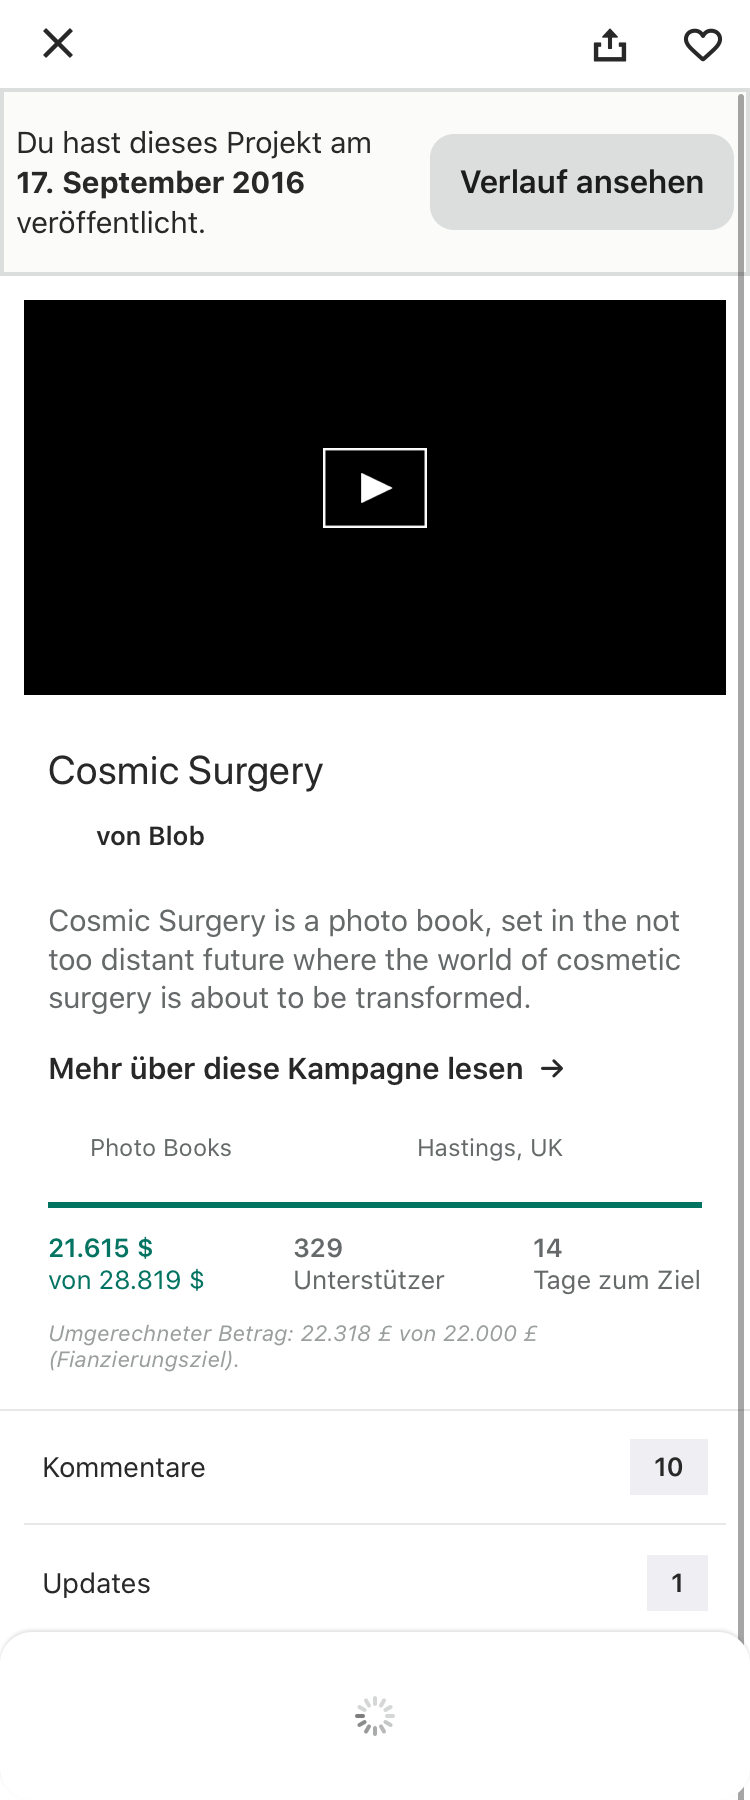 Du hast dieses Projekt am
17. September 2016
veröffentlicht.
Verlauf ansehen
Cosmic Surgery
von Blob
Cosmic Surgery is a photo book, set in the not
too distant future where the world of cosmetic
surgery is about to be transformed.
Mehr über diese Kampagne lesen →
Photo Books
Hastings, UK
21.615 $
von 28.819 $
329
Unterstützer
14
Tage zum Ziel
Umgerechneter Betrag: 22.318 £ von 22.000 £
(Fianzierungsziel).
Kommentare
10
Updates
1